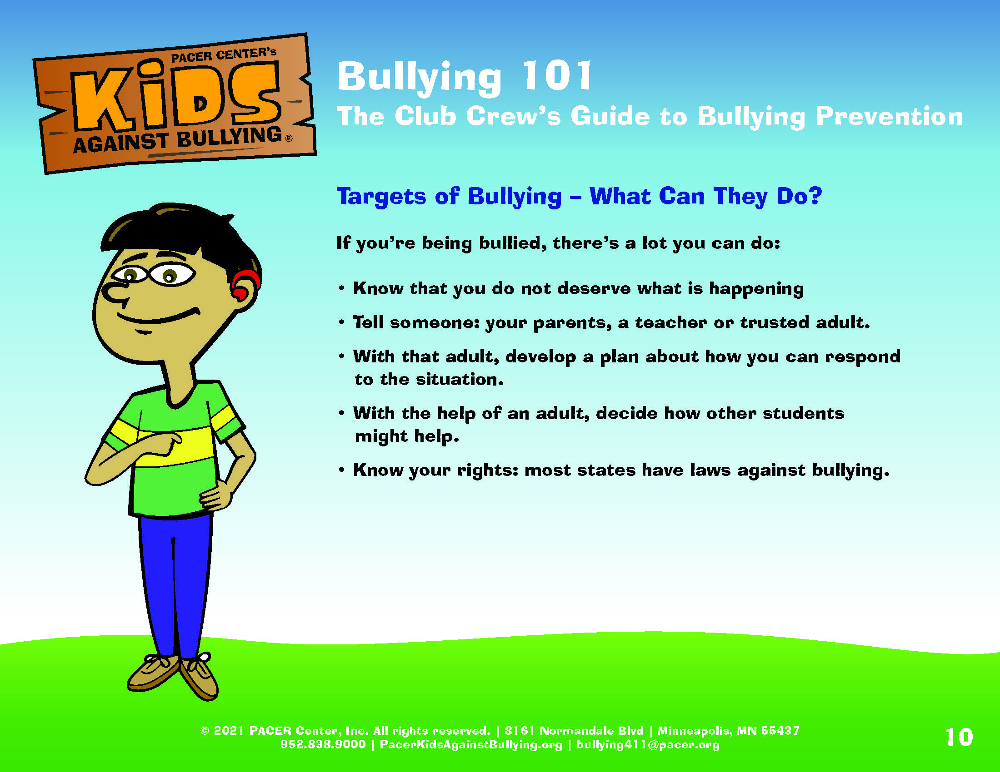 PACER CENTER's
KiDS
AGAINST BULLYING®
Bullying 101
The Club Crew's Guide to Bullying Prevention
Targets of Bullying – What Can They Do?
If you're being bullied, there's a lot you can do:
• Know that you do not deserve what is happening
• Tell someone: your parents, a teacher or trusted adult.
• With that adult, develop a plan about how you can respond
to the situation.
• With the help of an adult, decide how other students
might help.
• Know your rights: most states have laws against bullying.
© 2021 PACER Center, Inc. All rights reserved. | 8161 Normandale Blvd | Minneapolis, MN 55437
952.838.9000 | PacerKidsAgainstBullying.org | bullying411@pacer.org
10